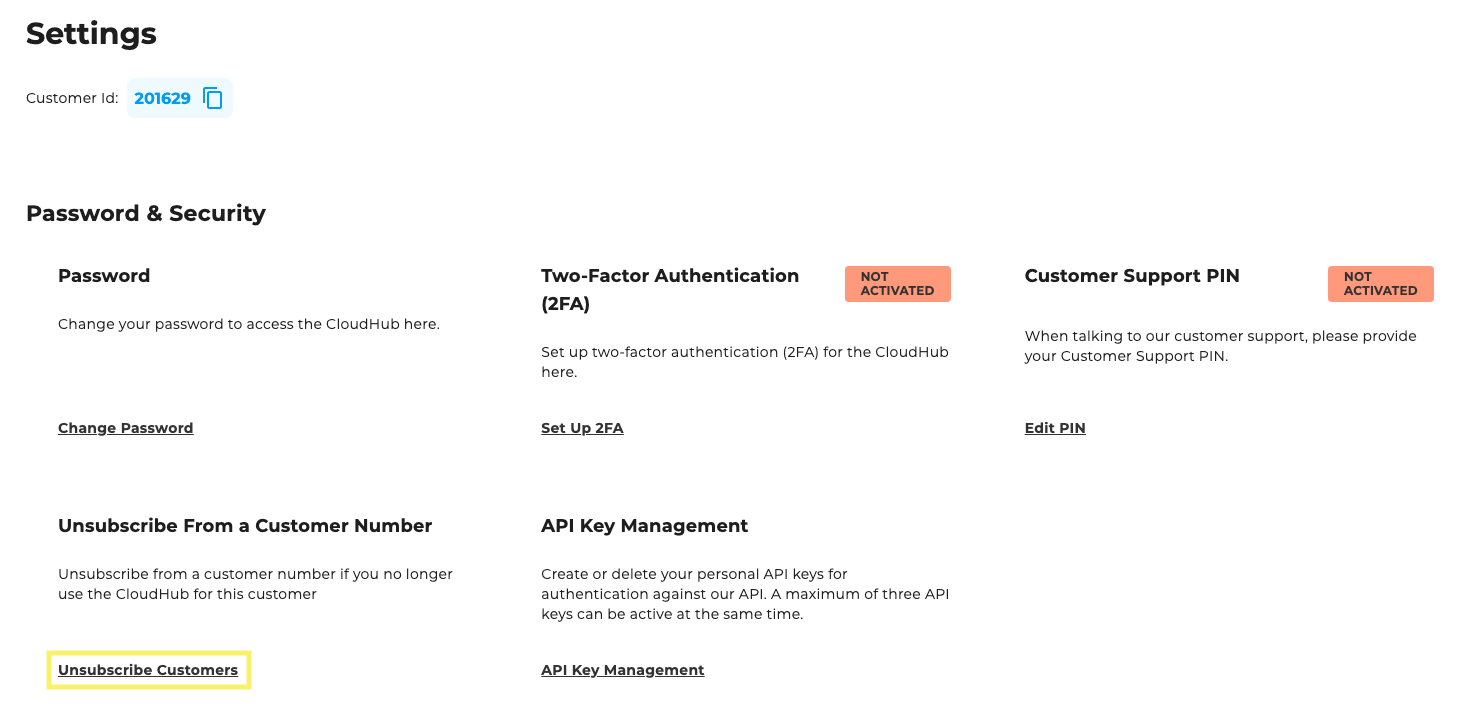 Settings
Customer Id: 201629
Password & Security
Password
Change your password to access the CloudHub here.
Change Password
Two-Factor Authentication
(2FA)
NOT
ACTIVATED
Set up two-factor authentication (2FA) for the CloudHub
here.
Set Up 2FA
Customer Support PIN
NOT
ACTIVATED
When talking to our customer support, please provide
your Customer Support PIN.
Edit PIN
Unsubscribe From a Customer Number
Unsubscribe from a customer number if you no longer
use the CloudHub for this customer
Unsubscribe Customers
API Key Management
Create or delete your personal API keys for
authentication against our API. A maximum of three API
keys can be active at the same time.
API Key Management